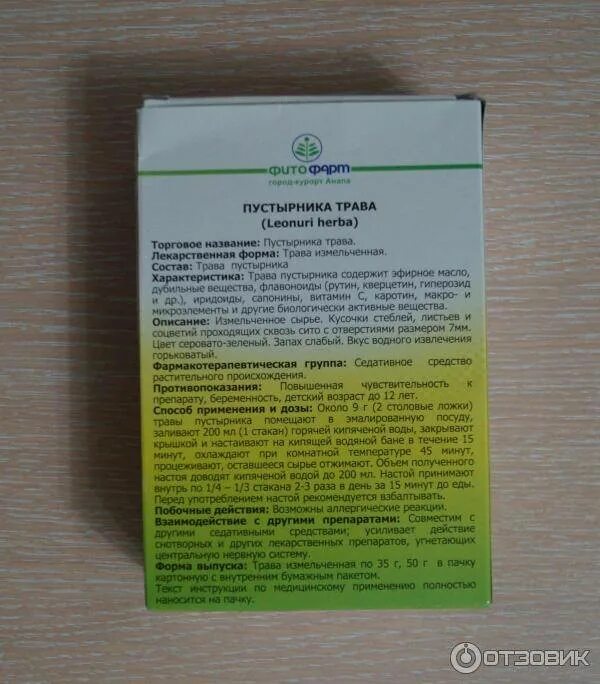 фитофарм
город-курорт Анапа
ПУСТЫРНИКА ТРАВА
(Leonuri herba)
Торговое название: Пустырника трава.
Лекарственная форма: Трава измельченная.
Состав: Трава пустырника
Характеристика: Трава пустырника содержит эфирное масло,
дубильные вещества, флавоноиды (рутин, кверцетин, гиперозид
и др.), иридоиды, сапонины, витамин С, каротин, макро- и
микроэлементы и другие биологически активные вещества.
Описание: Измельченное сырье. Кусочки стеблей, листьев и
соцветий проходящих сквозь сито с отверстиями размером 7мм.
Цвет серовато-зеленый. Запах слабый. Вкус водного извлечения
горьковатый.
Фармакотерапевтическая группа: Седативное средство
растительного происхождения.
Противопоказания: Повышенная чувствительность к
препарату, беременность, детский возраст до 12 лет.
Способ применения и дозы: Около 9 г (2 столовые ложки)
травы пустырника помещают в эмалированную посуду,
заливают 200 мл (1 стакан) горячей кипяченой воды, закрывают
крышкой и настаивают на кипящей водяной бане в течение 15
минут, охлаждают при комнатной температуре 45 минут,
процеживают, оставшееся сырье отжимают. Объем полученного
настоя доводят кипяченой водой до 200 мл. Настой принимают
внутрь по 1/4 – 1/3 стакана 2-3 раза в день за 15 минут до еды.
Перед употреблением настой рекомендуется взбалтывать.
Побочные действия: Возможны аллергические реакции.
Взаимодействие с другими препаратами: Совместим с
другими седативными средствами; усиливает действие
снотворных и других лекарственных препаратов, угнетающих
центральную нервную систему.
Форма выпуска: Трава измельченная по 35 г, 50 г в пачку
картонную с внутренним бумажным пакетом.
Текст инструкции по медицинскому применению полностью
наносится на пачку.
ОТЗОВИК